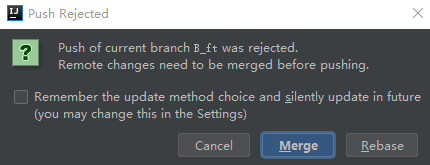 Push Rejected
Push of current branch B_ft was rejected.
Remote changes need to be merged before pushing.
Remember the update method choice and silently update in future
(you may change this in the Settings)
Cancel
Merge
Rebase